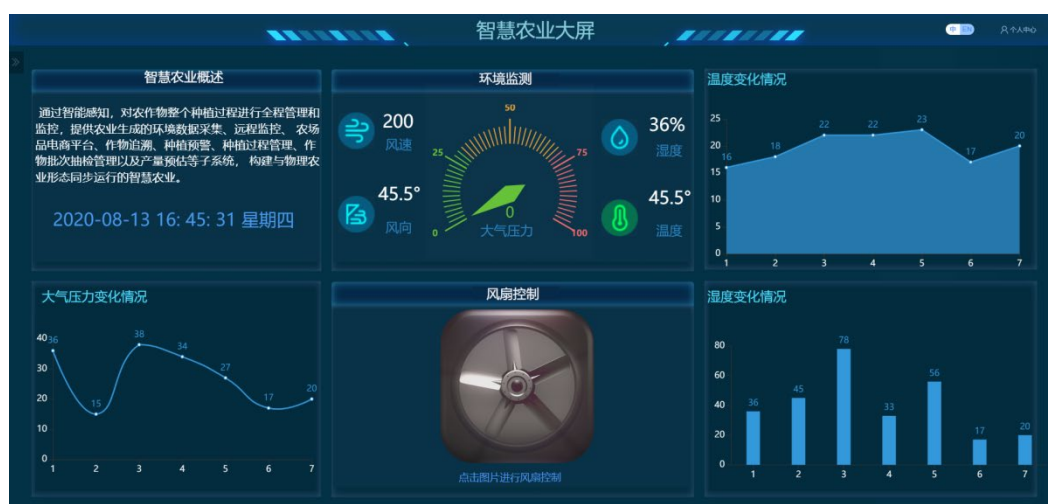 智慧农业大屏
中 EN
个人中心
智慧农业概述
通过智能感知，对农作物整个种植过程进行全程管理和
监控，提供农业生成的环境数据采集、远程监控、 农场
品电商平台、作物追溯、种植预警、种植过程管理、作
物批次抽检管理以及产量预估等子系统， 构建与物理农
业形态同步运行的智慧农业。
2020-08-13 16: 45: 31 星期四
环境监测
200
风速
45.5°
风向
0
25
50
75
100
0
大气压力
36%
湿度
45.5°
温度
温度变化情况
25
20
15
10
5
0
16 18 22 22 23 17 20
1 2 3 4 5 6 7
大气压力变化情况
40
30
20
10
0
36 15 38 34 27 17 20
1 2 3 4 5 6 7
风扇控制
点击图片进行风扇控制
湿度变化情况
80
60
40
20
0
36 45 78 33 56 17 20
1 2 3 4 5 6 7